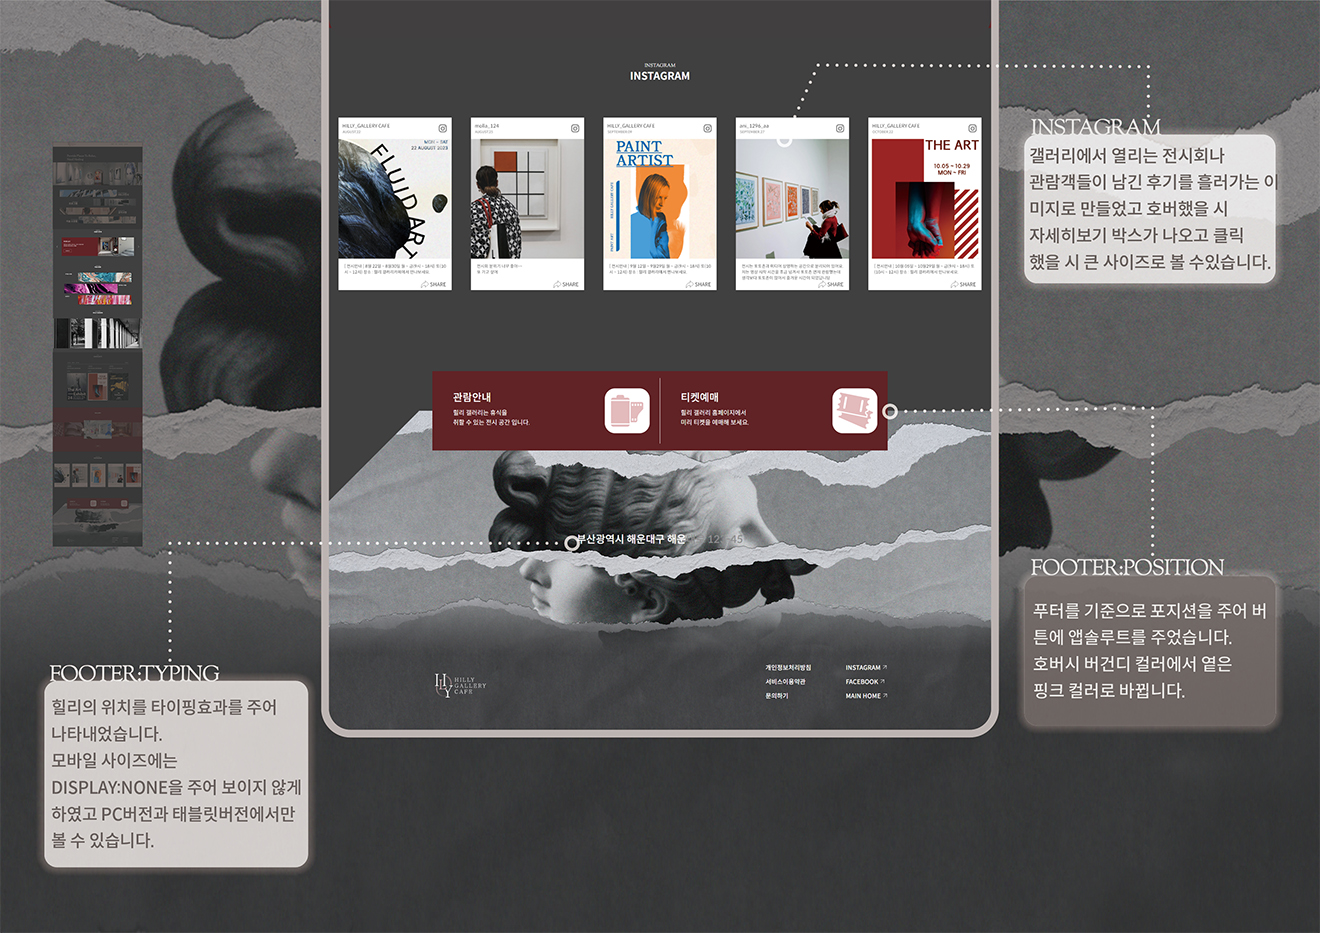 INSTAGRAM
INSTAGRAM
HILLY_GALLERY CAFE
MON - SAT
22 AUGUST 2023
FLUID ART
SHARE
molla_124
SHARE
HILLY_GALLERY CAFE
PAINT
ARTIST
HILLY GALLERY CAFE
PAINT ART
SHARE
SHARE
HILLY_GALLERY CAFE
THE ART
10.05 ~ 10.29
MON ~ FRI
SHARE
INSTAGRAM
갤러리에서 열리는 전시회나
관람객들이 남긴 후기를 흘러가는 이
미지로 만들었고 호버했을 시
자세히보기 박스가 나오고 클릭
했을 시 큰 사이즈로 볼 수있습니다.
관람안내
힐리 갤러리는 휴식을
취할 수 있는 전시 공간 입니다.
티켓예매
힐리 갤러리 홈페이지에서
미리 티켓을 예매해 보세요.
부산광역시 해운대구 해운
FOOTER:POSITION
푸터를 기준으로 포지션을 주어 버
튼에 앱솔루트를 주었습니다.
호버시 버건디 컬러에서 옅은
핑크 컬러로 바뀝니다.
FOOTER:TYPING
힐리의 위치를 타이핑효과를 주어
나타내었습니다.
모바일 사이즈에는
DISPLAY:NONE을 주어 보이지 않게
하였고 PC버전과 태블릿버전에서만
볼 수 있습니다.
HILLY
GALLERY
CAFE
개인정보처리방침
서비스이용약관
문의하기
INSTAGRAM
FACEBOOK
MAIN HOME